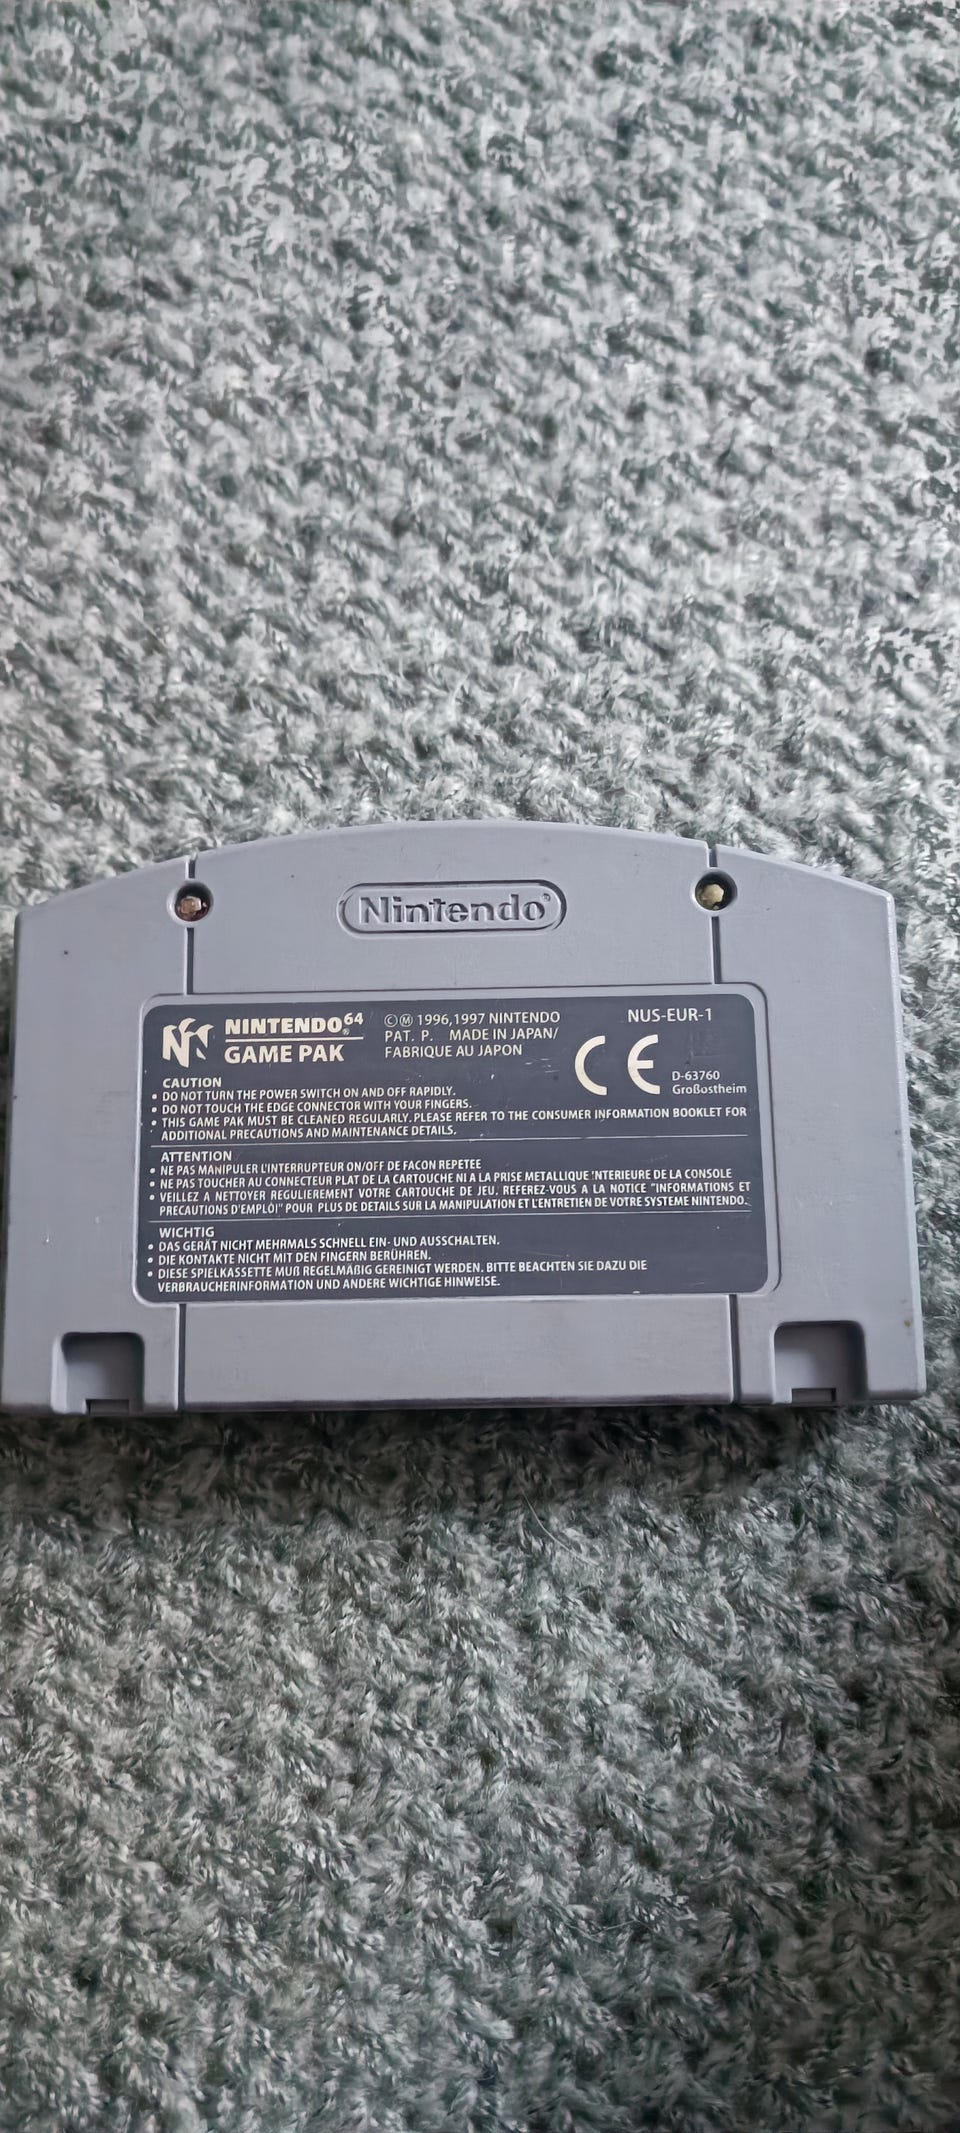 Nintendo
NINTENDO64
GAME PAK
©Ⓜ 1996,1997 NINTENDO
PAT. P. MADE IN JAPAN/
FABRIQUE AU JAPON
NUS-EUR-1
CE
D-63760
Großostheim
CAUTION
• DO NOT TURN THE POWER SWITCH ON AND OFF RAPIDLY.
• DO NOT TOUCH THE EDGE CONNECTOR WITH YOUR FINGERS.
• THIS GAME PAK MUST BE CLEANED REGULARLY. PLEASE REFER TO THE CONSUMER INFORMATION BOOKLET FOR
ADDITIONAL PRECAUTIONS AND MAINTENANCE DETAILS.
ATTENTION
• NE PAS MANIPULER L'INTERRUPTEUR ON/OFF DE FACON REPETEE
• NE PAS TOUCHER AU CONNECTEUR PLAT DE LA CARTOUCHE NI A LA PRISE METALLIQUE 'NTERIEURE DE LA CONSOLE
• VEILLEZ A NETTOYER REGULIEREMENT VOTRE CARTOUCHE DE JEU. REFEREZ-VOUS A LA NOTICE "INFORMATIONS ET
PRECAUTIONS D'EMPLOI" POUR PLUS DE DETAILS SUR LA MANIPULATION ET L'ENTRETIEN DE VOTRE SYSTEME NINTENDO.
WICHTIG
• DAS GERÄT NICHT MEHRMALS SCHNELL EIN- UND AUSSCHALTEN.
• DIE KONTAKTE NICHT MIT DEN FINGERN BERÜHREN.
• DIESE SPIELKASSETTE MUß REGELMÄßIG GEREINIGT WERDEN. BITTE BEACHTEN SIE DAZU DIE
VERBRAUCHERINFORMATION UND ANDERE WICHTIGE HINWEISE.